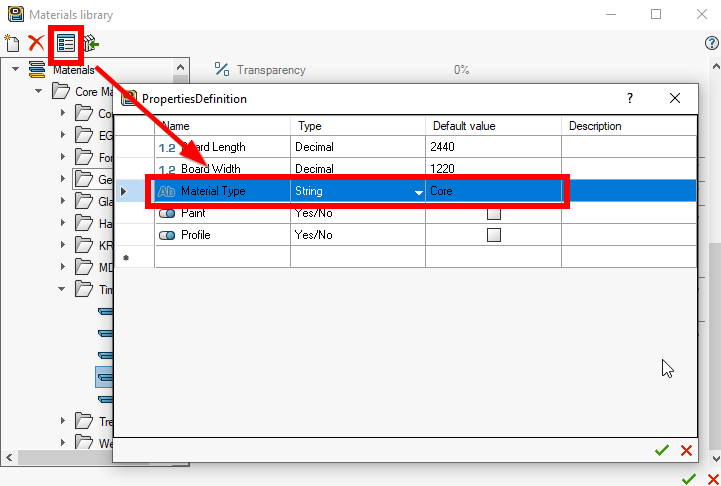 Materials library
Materials
Transparency 0%
Core Ma
Co
EG
For
Ge
Gla
Ha
KR
MD
Tim
Tre
We
PropertiesDefinition
Name Type Default value Description
1.2 Board Length Decimal 2440
1.2 Board Width Decimal 1220
Ab Material Type String Core
Paint Yes/No
Profile Yes/No